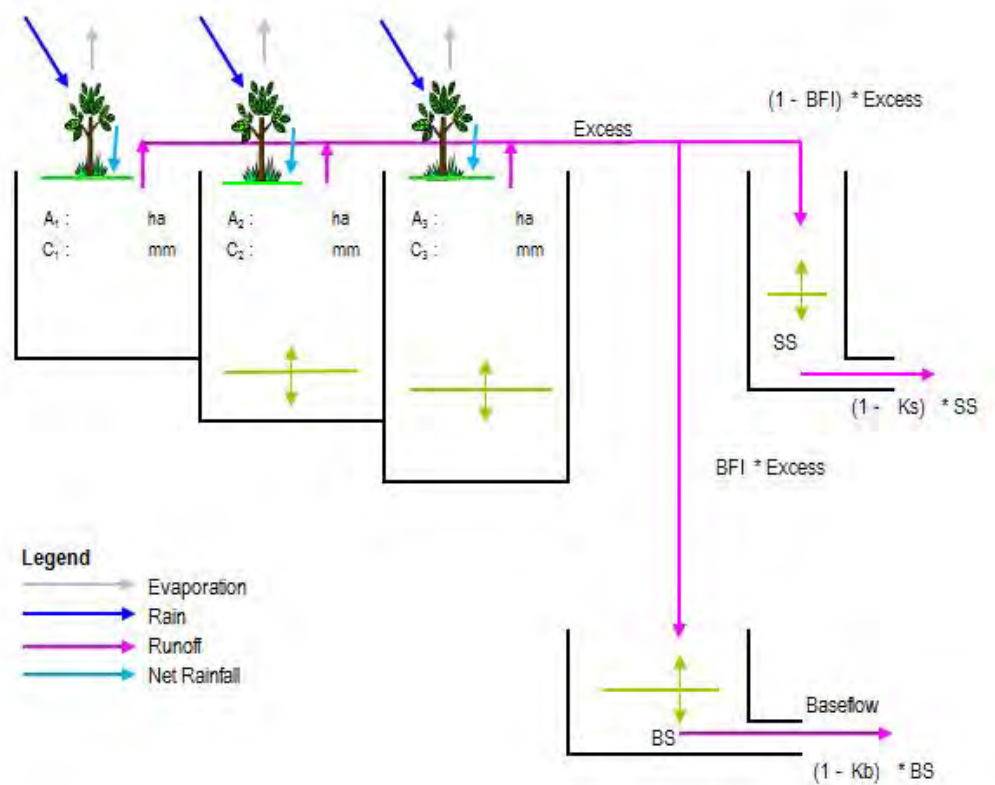 (1 - BFI) * Excess
Excess
A₁ : ha
C₁ : mm
A₂ : ha
C₂ : mm
A₃ : ha
C₃ : mm
SS
(1 - Ks) * SS
BFI * Excess
Legend
Evaporation
Rain
Runoff
Net Rainfall
Baseflow
BS
(1 - Kb) * BS